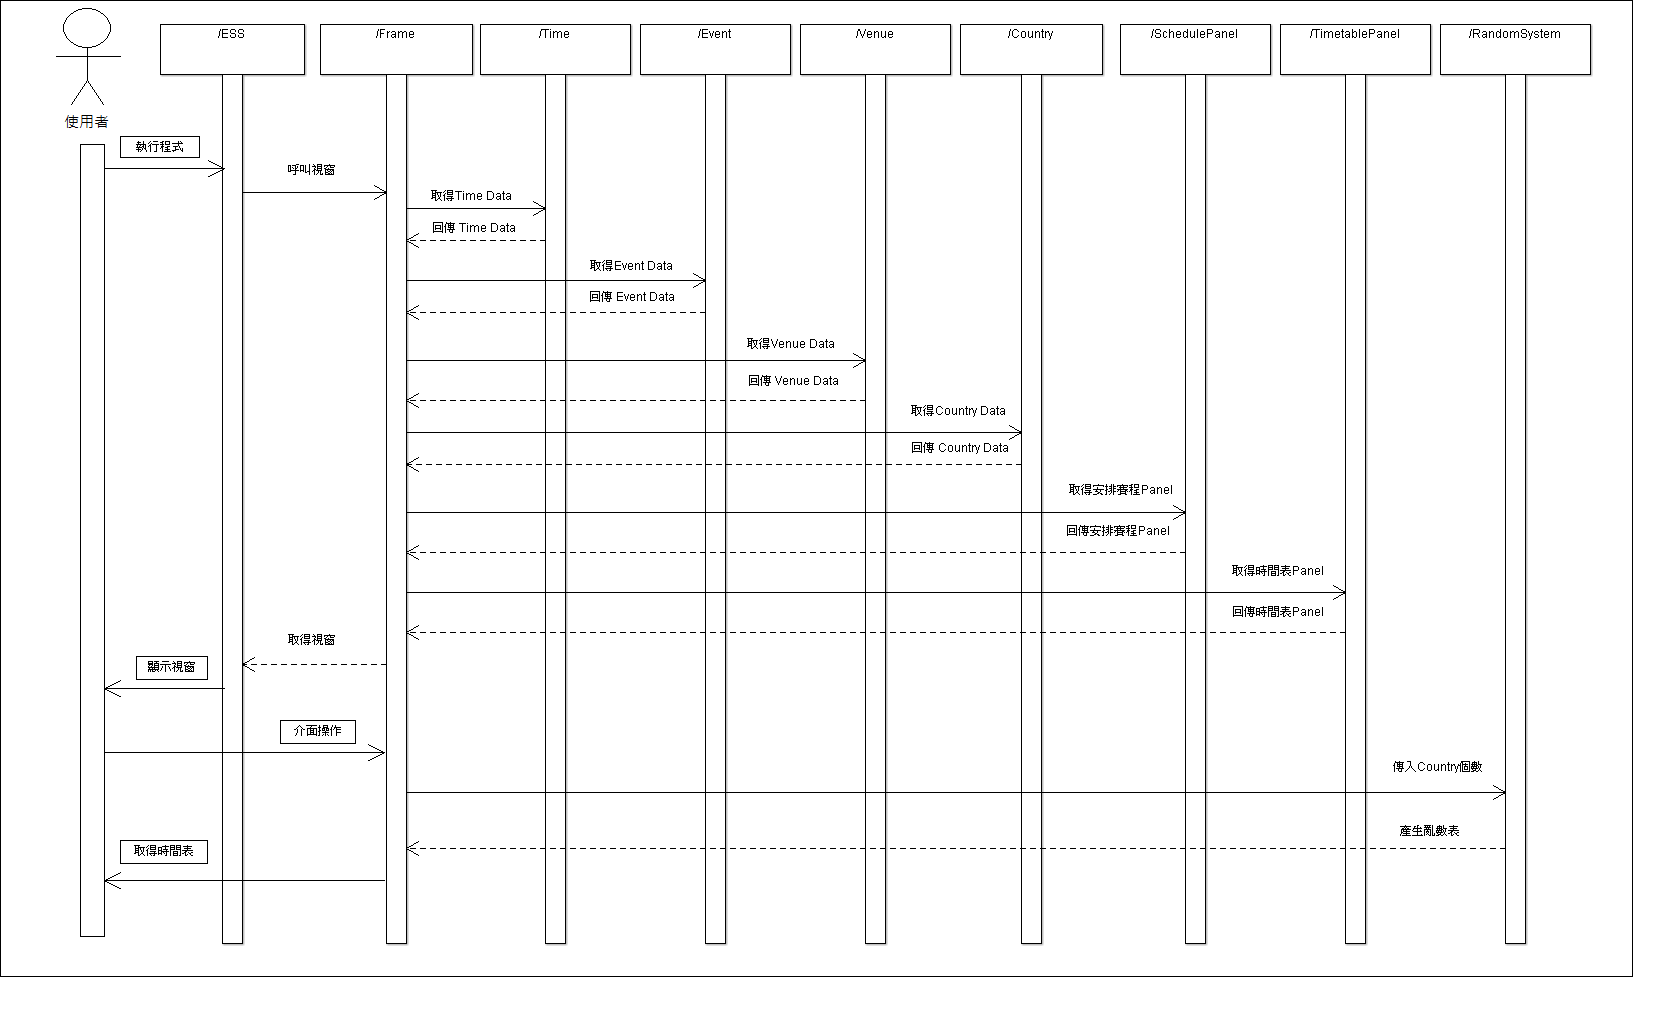 /ESS
/Frame
/Time
/Event
/Venue
/Country
/SchedulePanel
/TimetablePanel
/RandomSystem
使用者
執行程式
呼叫視窗
取得Time Data
回傳 Time Data
取得Event Data
回傳 Event Data
取得Venue Data
回傳 Venue Data
取得Country Data
回傳 Country Data
取得安排賽程Panel
回傳安排賽程Panel
取得時間表Panel
回傳時間表Panel
取得視窗
顯示視窗
介面操作
傳入Country個數
產生亂數表
取得時間表